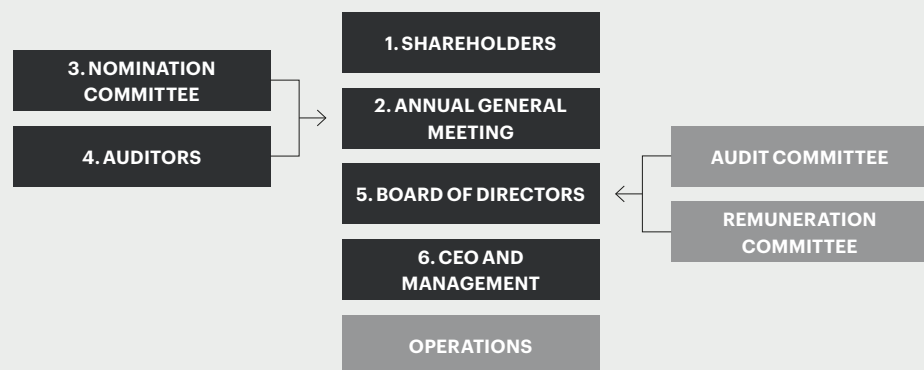 1. SHAREHOLDERS
3. NOMINATION
COMMITTEE
2. ANNUAL GENERAL
MEETING
4. AUDITORS
AUDIT COMMITTEE
5. BOARD OF DIRECTORS
REMUNERATION
COMMITTEE
6. CEO AND
MANAGEMENT
OPERATIONS